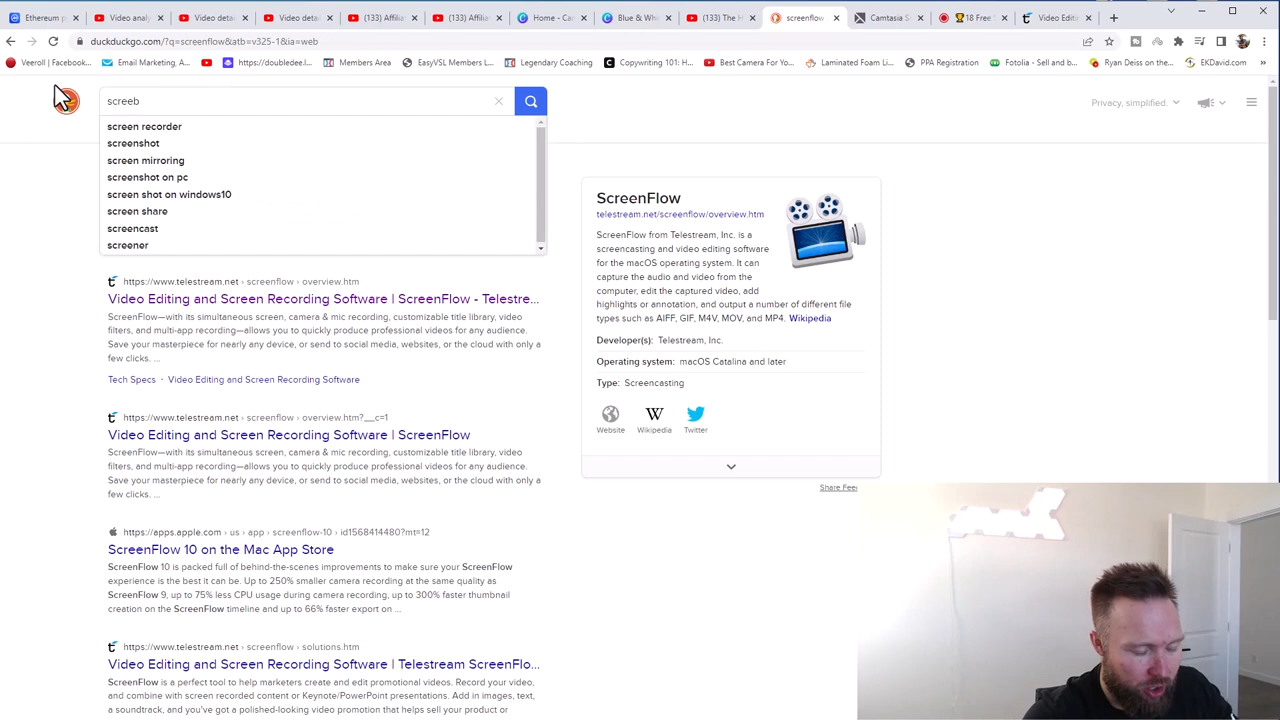 Ethereum p
Video analy
Video deta
Video deta
(133) Affilia
(133) Affilia
Home - Ca
Blue & Whi
(133) The H
screenflow
Camtasia S
18 Free
Video Edit
duckduckgo.com/?q=screenflow&atb=v325-1&ia=web
Veeroll | Facebook...
Email Marketing, A...
https://doubledee.l...
Members Area
EasyVSL Members L...
Legendary Coaching
Copywriting 101: H...
Best Camera For You...
Laminated Foam Li...
PPA Registration
Fotolia - Sell and b...
Ryan Deiss on the...
EKDavid.com
screeb
Privacy, simplified.
screen recorder
screenshot
screen mirroring
screenshot on pc
screen shot on windows10
screen share
screencast
screener
https://www.telestream.net › screenflow › overview.htm
Video Editing and Screen Recording Software | ScreenFlow - Telestre...
ScreenFlow—with its simultaneous screen, camera & mic recording, customizable title library, video
filters, and multi-app recording—allows you to quickly produce professional videos for any audience.
Save your masterpiece for nearly any device, or send to social media, websites, or the cloud with only a
few clicks. ...
Tech Specs · Video Editing and Screen Recording Software
https://www.telestream.net › screenflow › overview.htm?__c=1
Video Editing and Screen Recording Software | ScreenFlow
ScreenFlow—with its simultaneous screen, camera & mic recording, customizable title library, video
filters, and multi-app recording—allows you to quickly produce professional videos for any audience.
Save your masterpiece for nearly any device, or send to social media, websites, or the cloud with only a
few clicks. ...
https://apps.apple.com › us › app › screenflow-10 › id1568414480?mt=12
ScreenFlow 10 on the Mac App Store
ScreenFlow 10 is packed full of behind-the-scenes improvements to make sure your ScreenFlow
experience is the best it can be. Up to 250% smaller camera recording at the same quality as
ScreenFlow 9, up to 75% less CPU usage during camera recording, up to 300% faster thumbnail
creation on the ScreenFlow timeline and up to 66% faster export on ...
https://www.telestream.net › screenflow › solutions.htm
Video Editing and Screen Recording Software | Telestream ScreenFlo...
ScreenFlow is a perfect tool to help marketers create and edit promotional videos. Record your video,
and combine with screen recorded content or Keynote/PowerPoint presentations. Add in images, text,
a soundtrack, and you've got a polished-looking video promotion that helps sell your product or
ScreenFlow
telestream.net/screenflow/overview.htm
ScreenFlow from Telestream, Inc. is a
screencasting and video editing software
for the macOS operating system. It can
capture the audio and video from the
computer, edit the captured video, add
highlights or annotation, and output a number of different file
types such as AIFF, GIF, M4V, MOV, and MP4. Wikipedia
Developer(s): Telestream, Inc.
Operating system: macOS Catalina and later
Type: Screencasting
Website
Wikipedia
Twitter
Share Fee